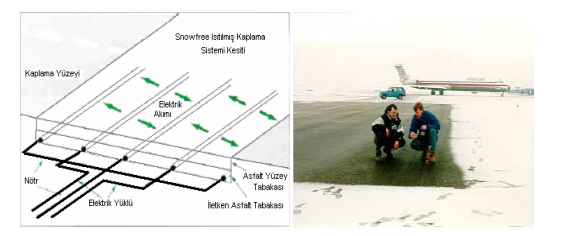 Snowfree Isıtılmış Kaplama
Sistemi Kesiti
Kaplama Yüzeyi
Elektrik
Akımı
Nötr
Elektrik Yüklü
Asfalt Yüzey
Tabakası
İletken Asfalt Tabakası